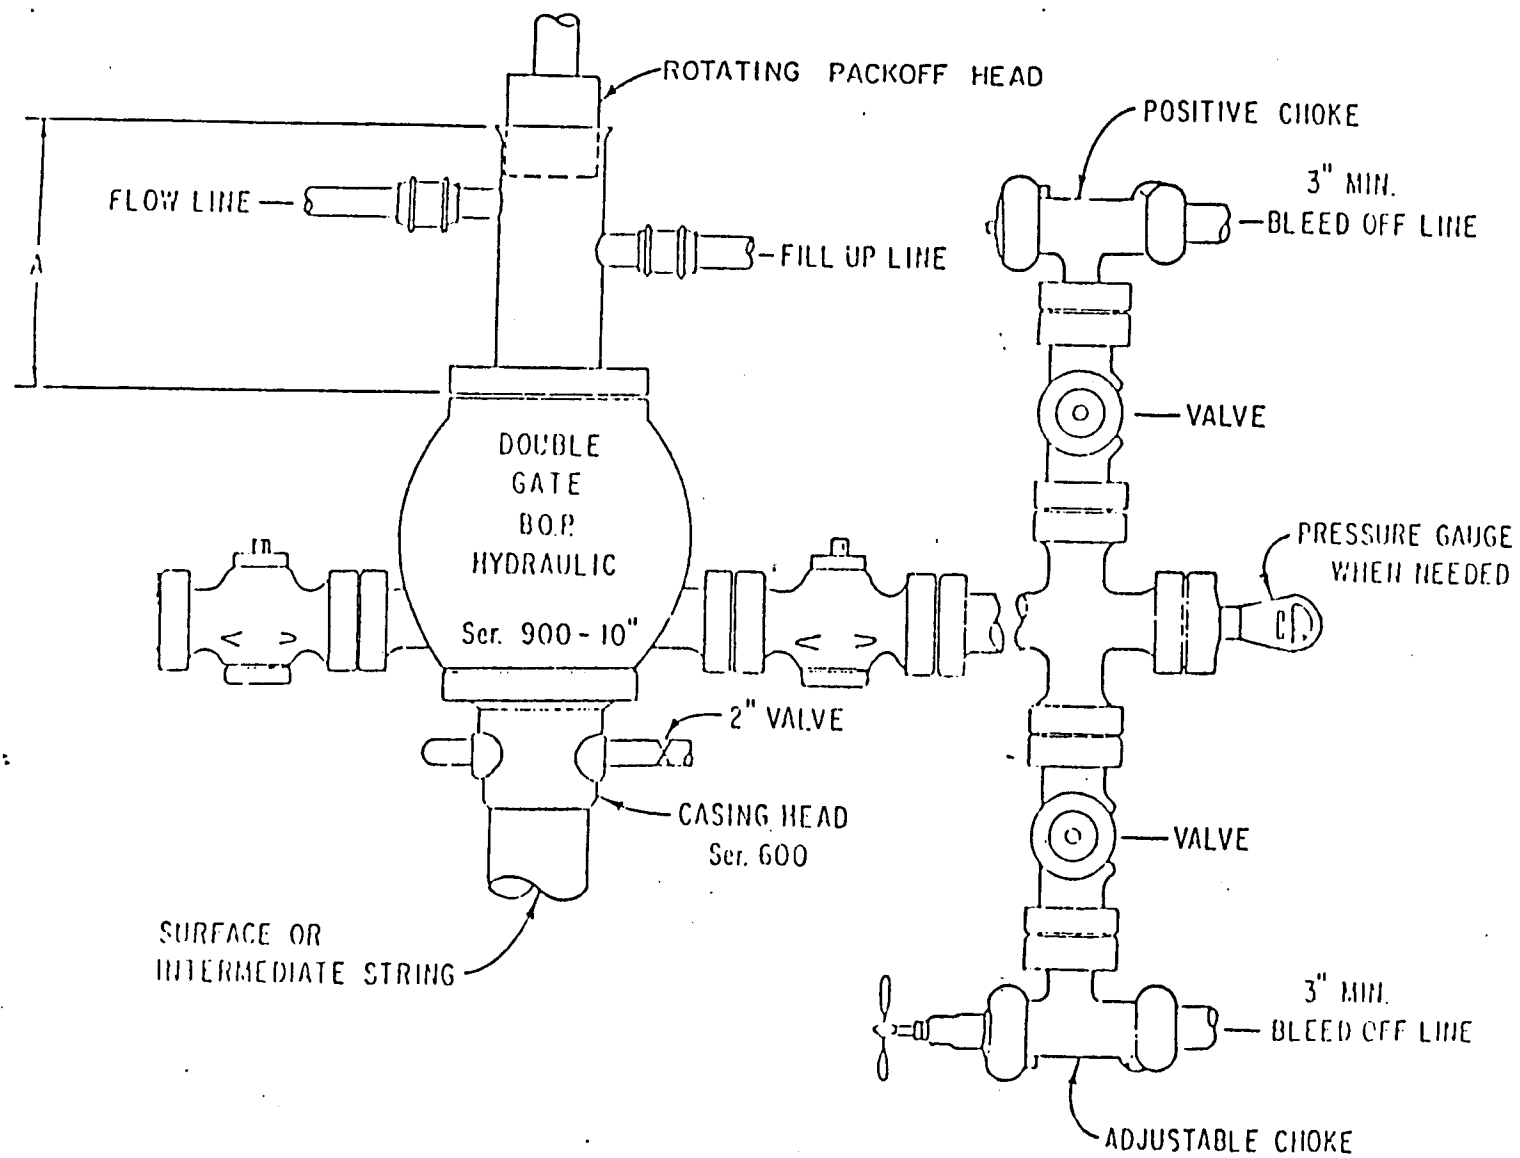 ROTATING PACKOFF HEAD
POSITIVE CHOKE
3" MIN.
BLEED OFF LINE
FLOW LINE
FILL UP LINE
A
VALVE
DOUBLE
GATE
B.O.P.
HYDRAULIC
Ser. 900-10"
PRESSURE GAUGE
WHEN NEEDED
2" VALVE
CASING HEAD
Ser. 600
VALVE
SURFACE OR
INTERMEDIATE STRING
3" MIN.
BLEED OFF LINE
ADJUSTABLE CHOKE